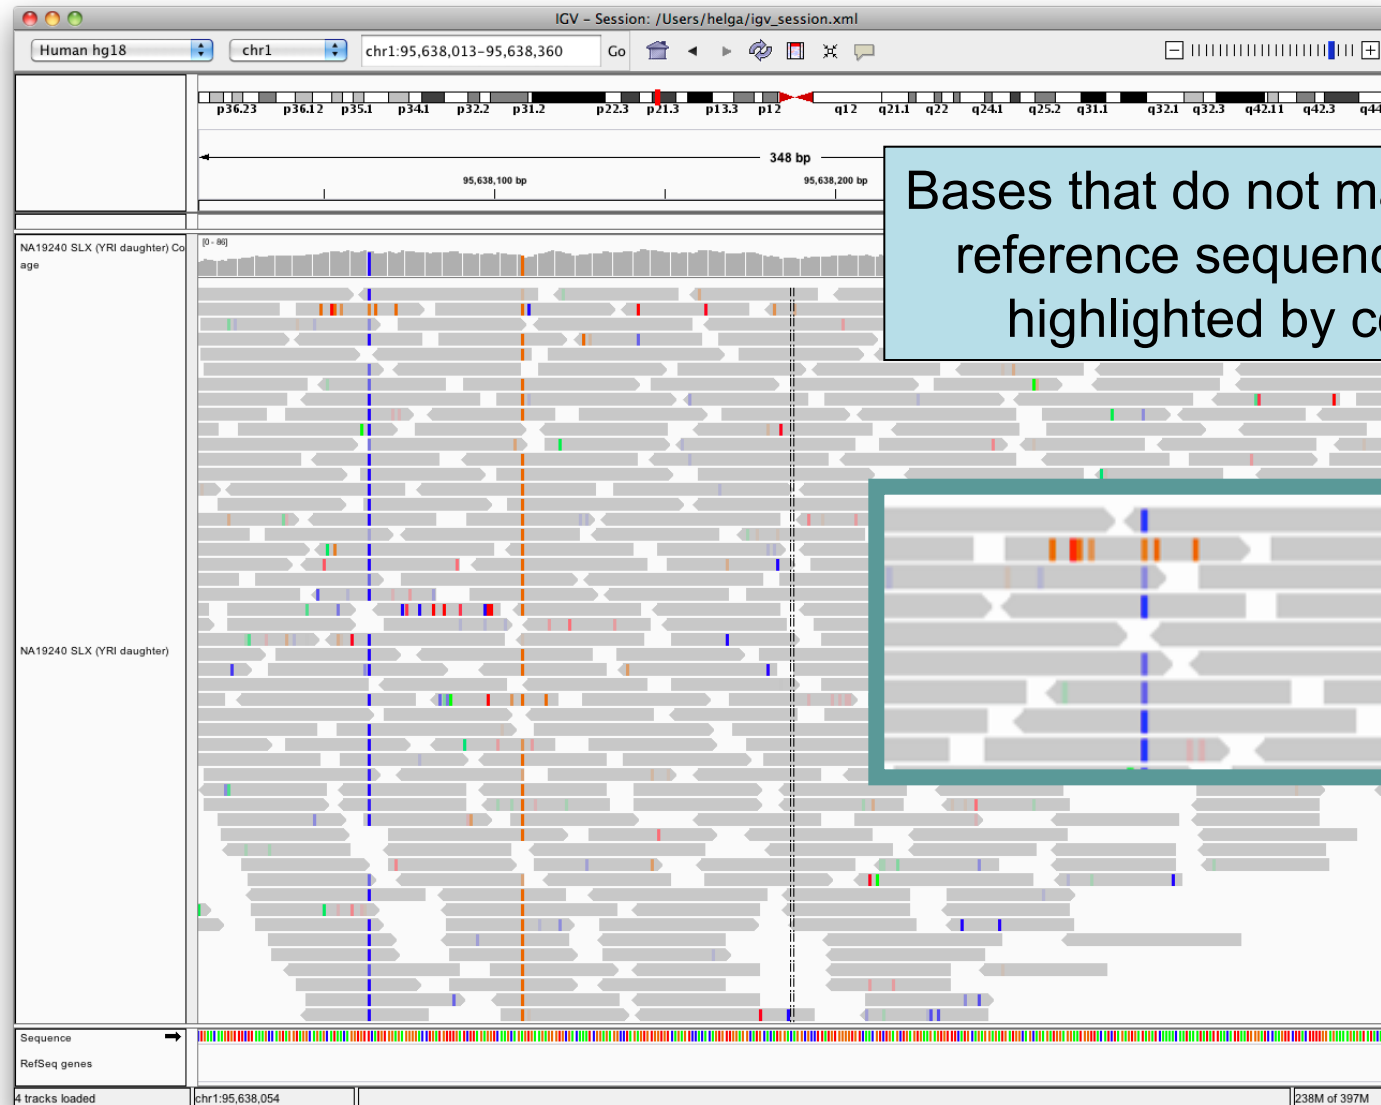 IGV - Session: /Users/helga/igv_session.xml
Human hg18 chr1 chr1:95,638,013-95,638,360 Go
p36.23 p36.12 p35.1 p34.1 p32.2 p31.2 p22.3 p21.3 p13.3 p12 q12 q21.1 q22 q24.1 q25.2 q31.1 q32.1 q32.3 q42.11 q42.3 q44
348 bp
95,638,100 bp 95,638,200 bp
Bases that do not ma
reference sequenc
highlighted by co
NA19240 SLX (YRI daughter) Co
age
[0 - 86]
NA19240 SLX (YRI daughter)
Sequence
RefSeq genes
4 tracks loaded chr1:95,638,054 238M of 397M